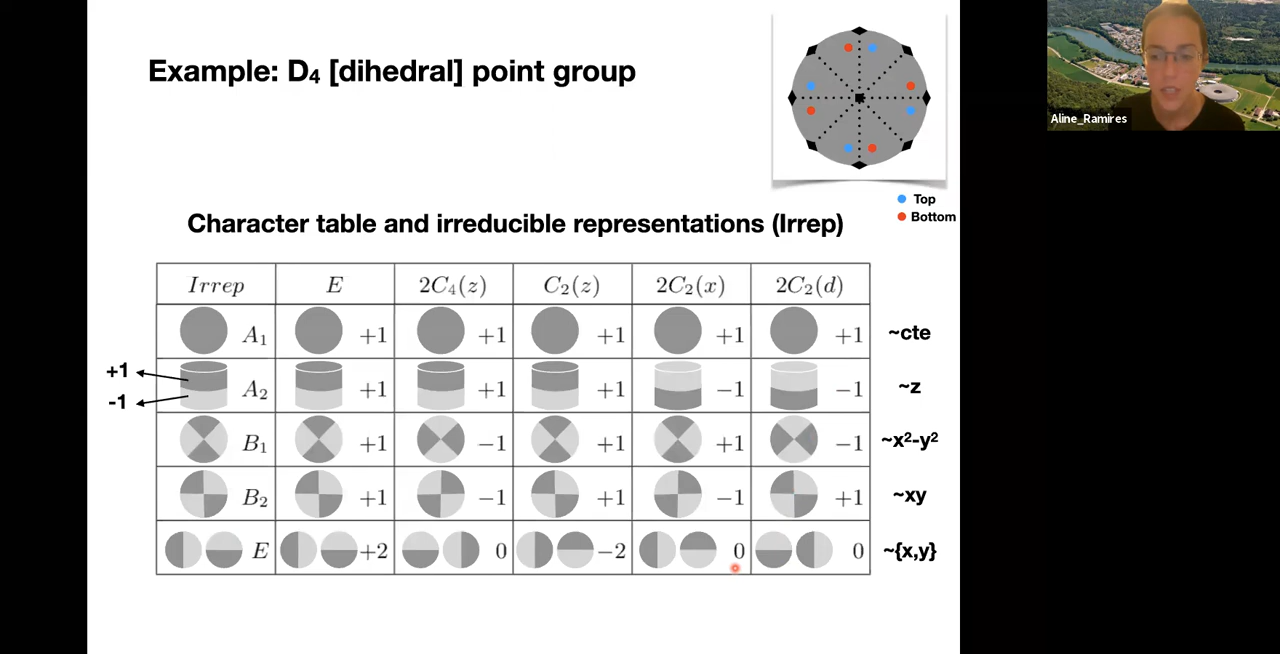 Example: D₄ [dihedral] point group
Aline_Ramires
Top
Bottom
Character table and irreducible representations (Irrep)
Irrep E 2C₄(z) C₂(z) 2C₂(x) 2C₂(d)
A₁ +1 +1 +1 +1 +1 ~cte
+1
-1
A₂ +1 +1 +1 −1 −1 ~z
B₁ +1 −1 +1 +1 −1 ~x²-y²
B₂ +1 −1 +1 −1 +1 ~xy
E +2 0 −2 0 0 ~{x,y}